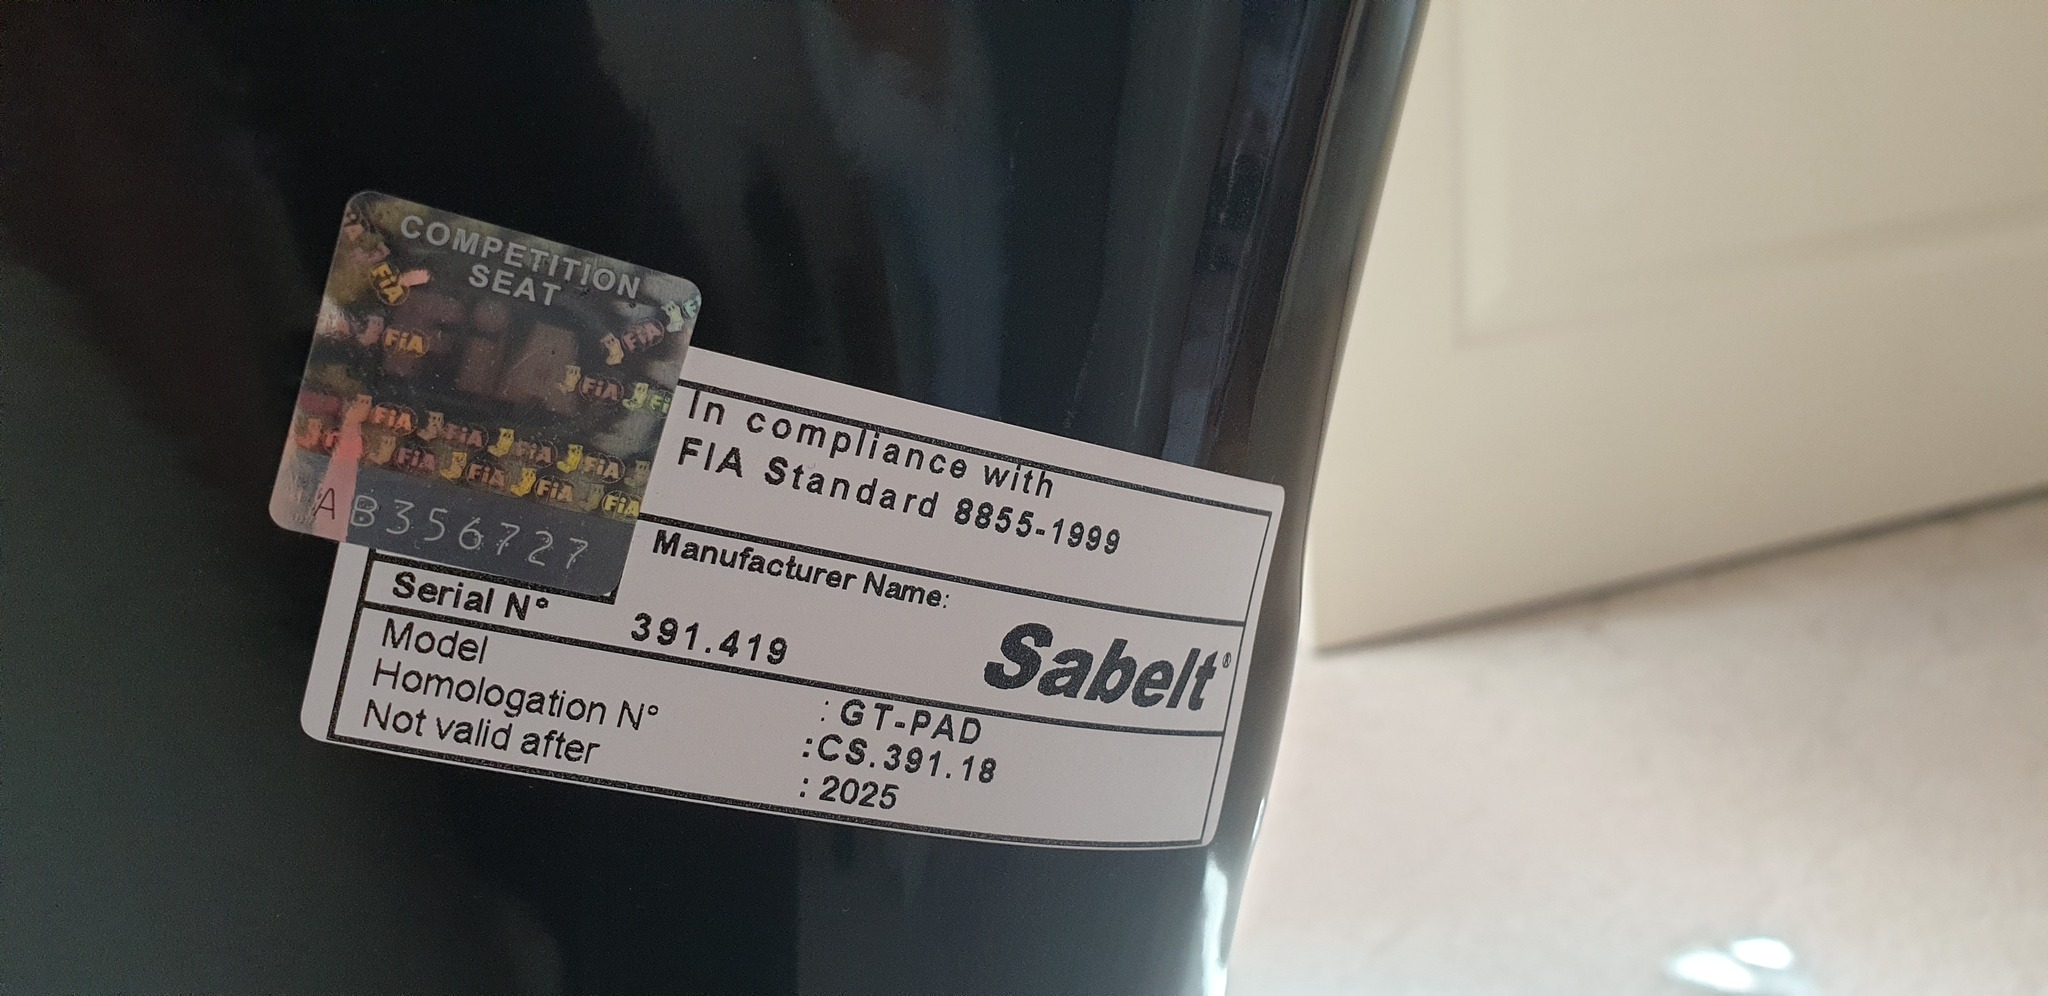 COMPETITION
SEAT
FiA
AB356727
In compliance with
FIA Standard 8855-1999
Manufacturer Name:
Sabelt®
Serial N°
391.419
Model : GT-PAD
Homologation N° :CS.391.18
Not valid after : 2025